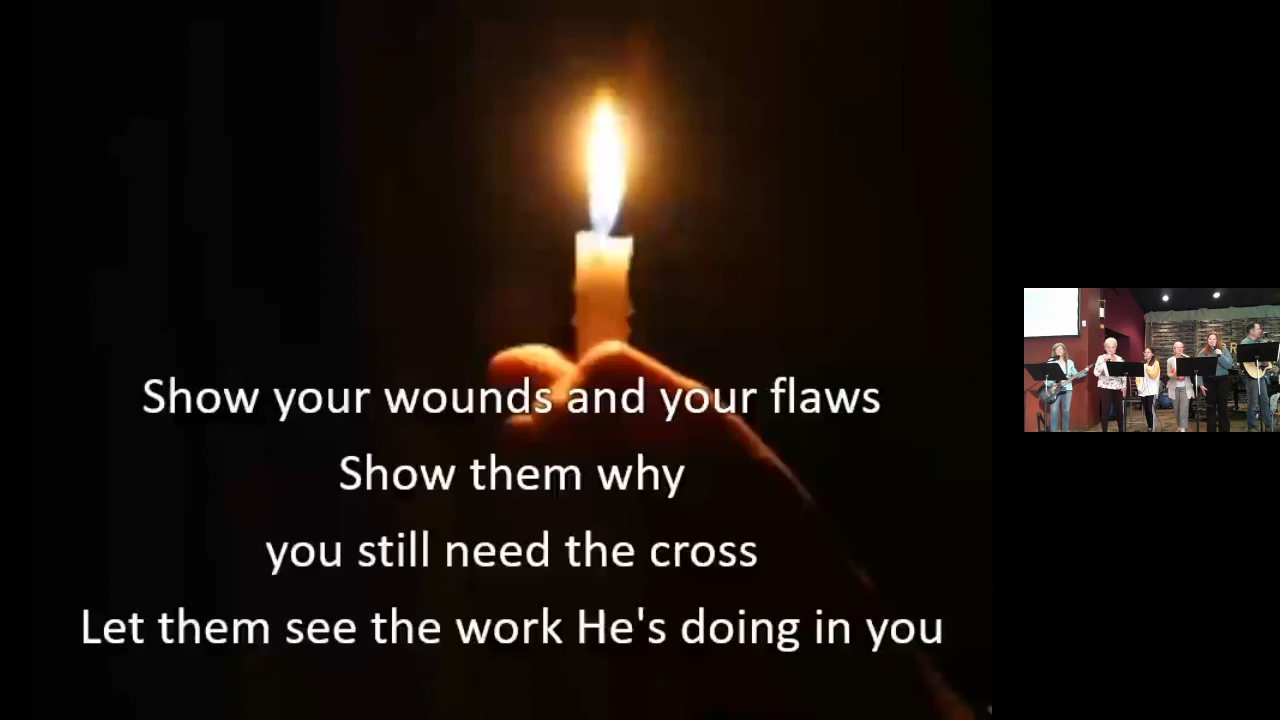 Show your wounds and your flaws
Show them why
you still need the cross
Let them see the work He's doing in you